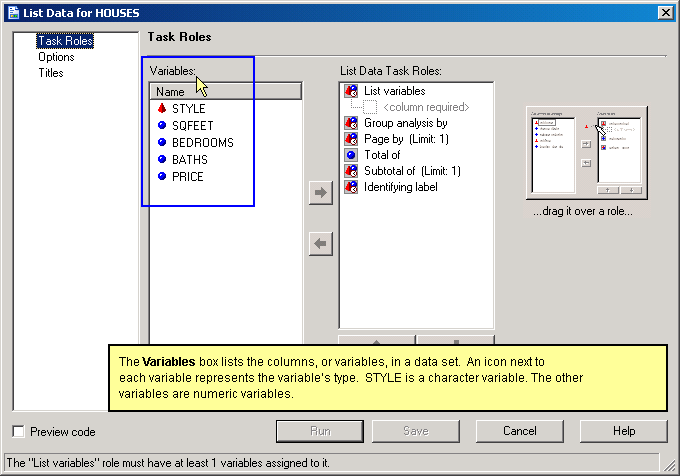 List Data for HOUSES
Task Roles
Options
Titles
Task Roles
Variables:
Name
STYLE
SQFEET
BEDROOMS
BATHS
PRICE
List Data Task Roles:
List variables
<column required>
Group analysis by
Page by (Limit: 1)
Total of
Subtotal of (Limit: 1)
Identifying label
...drag it over a role...
The Variables box lists the columns, or variables, in a data set. An icon next to
each variable represents the variable's type. STYLE is a character variable. The other
variables are numeric variables.
Preview code
Run
Save
Cancel
Help
The "List variables" role must have at least 1 variables assigned to it.